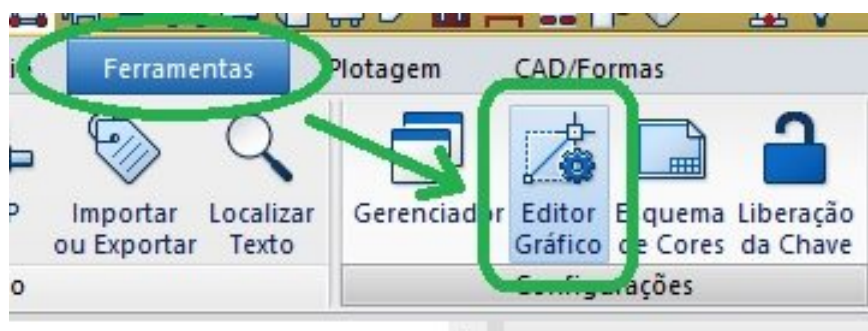 Ferramentas Plotagem CAD/Formas
Importar Localizar Gerenciador Editor Esquema Liberação
ou Exportar Texto Gráfico de Cores da Chave
Configurações